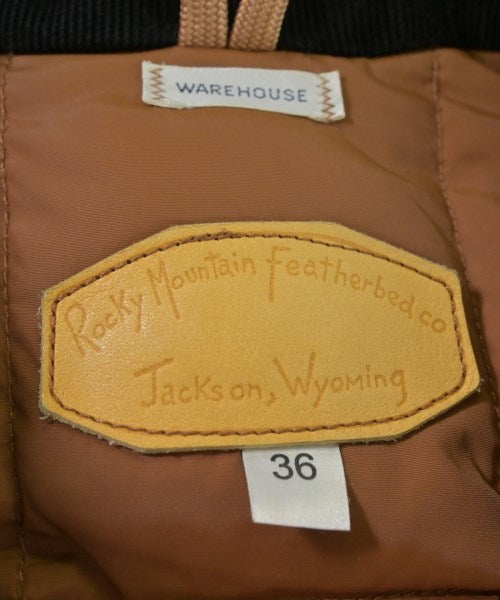 WAREHOUSE
Rocky Mountain Featherbed co
Jackson, Wyoming
36